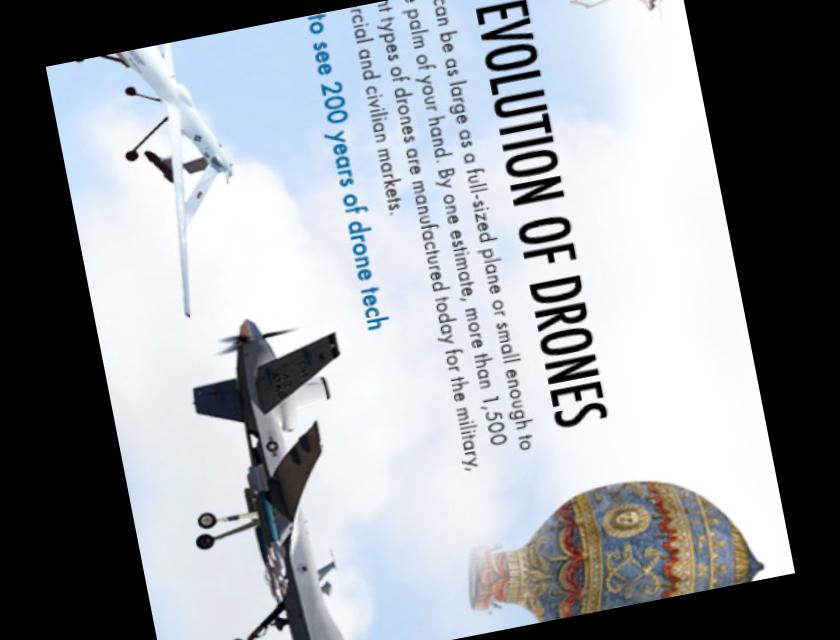 EVOLUTION OF DRONES
can be as large as a full-sized plane or small enough to
palm of your hand. By one estimate, more than 1,500
types of drones are manufactured today for the military,
and civilian markets.
to see 200 years of drone tech